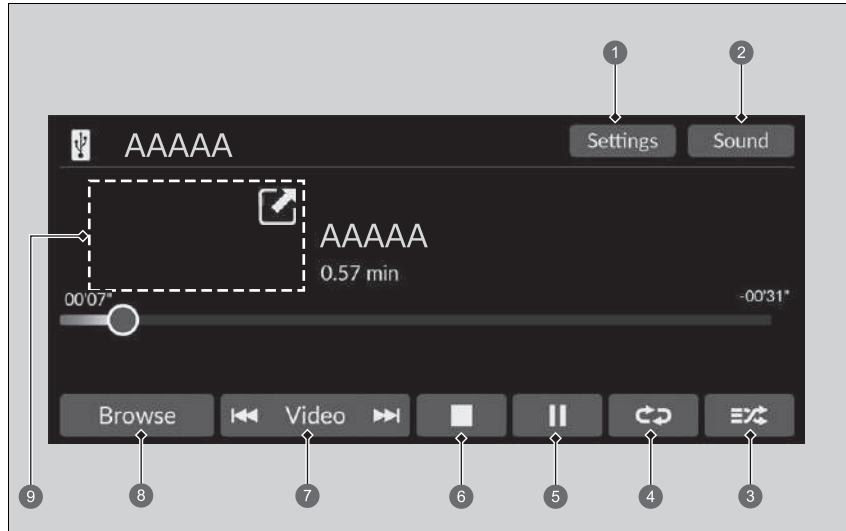 1 2
AAAAA Settings Sound
9
AAAAA
0.57 min
00'07" -00'31"
Browse Video
8 7 6 5 4 3